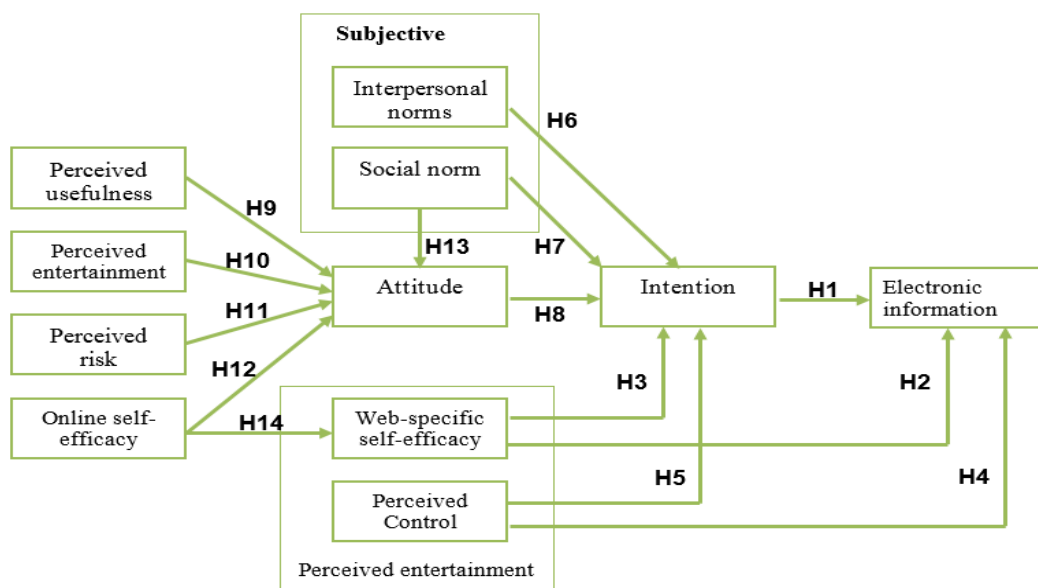 Subjective
Interpersonal
norms
H6
Social norm
Perceived
usefulness
H9
H7
H13
Perceived
entertainment
H10
Attitude
Intention
H1
Electronic
information
H8
H11
Perceived
risk
H12
H3
H2
Online self-
efficacy
H14
Web-specific
self-efficacy
H5
H4
Perceived
Control
Perceived entertainment